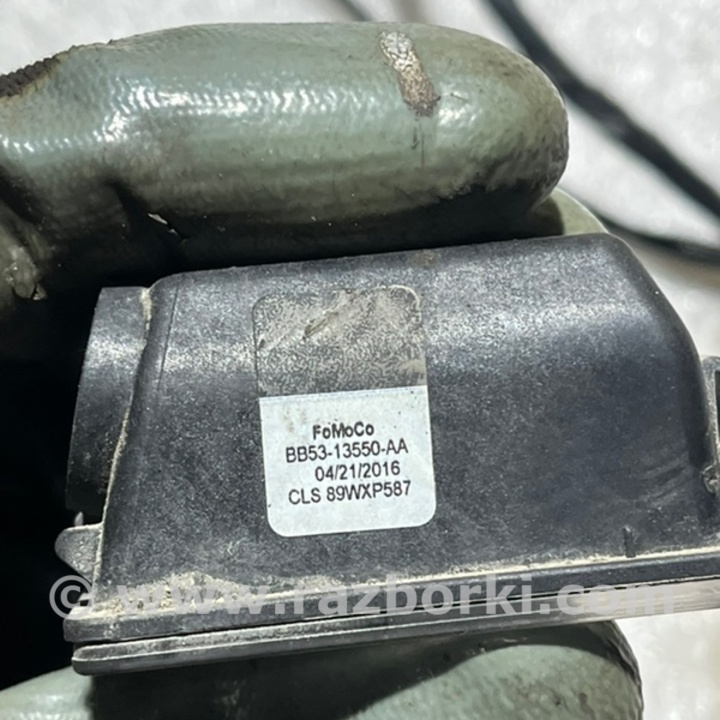 FoMoCo
BB53-13550-AA
04/21/2016
CLS 89WXP587
© www.razborki.com